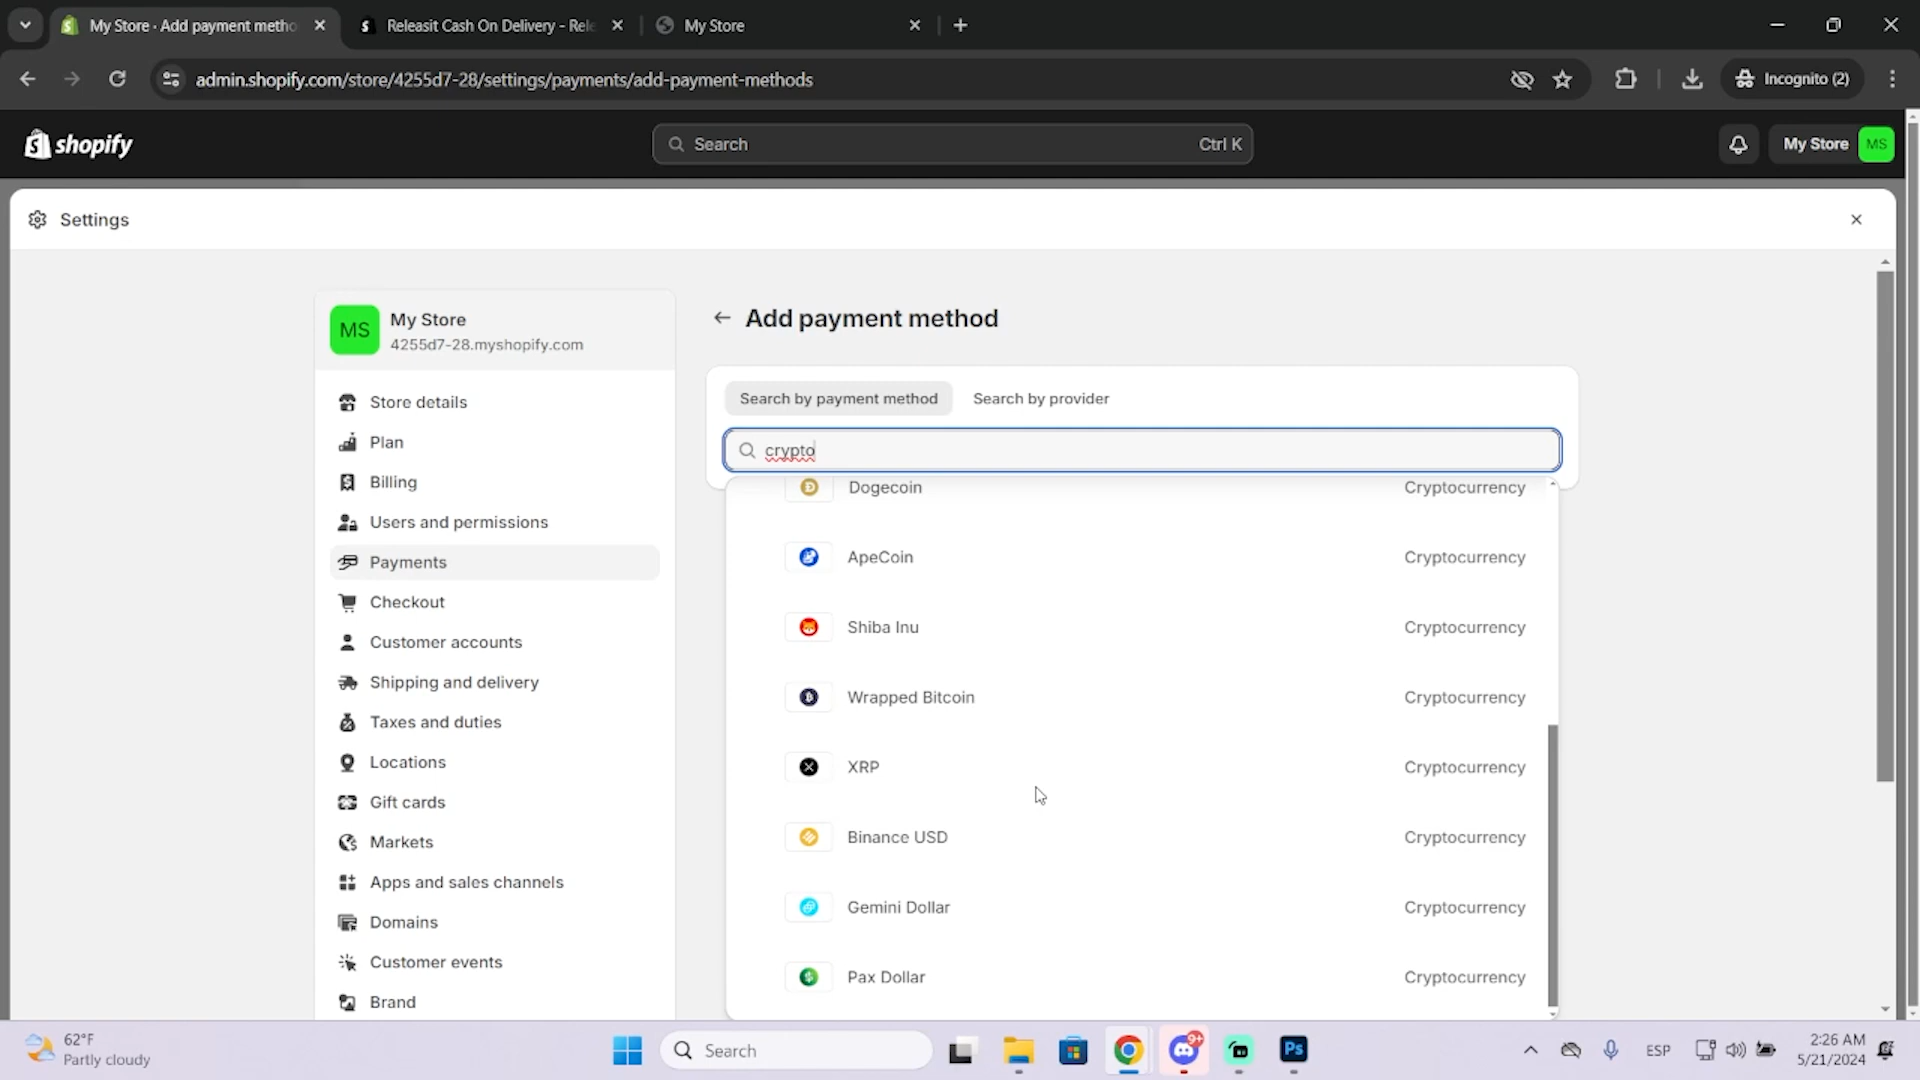 My Store · Add payment metho
Releasit Cash On Delivery - Rele
My Store
admin.shopify.com/store/4255d7-28/settings/payments/add-payment-methods
Incognito (2)
shopify
Search
Ctrl K
My Store
MS
Settings
MS
My Store
4255d7-28.myshopify.com
Store details
Plan
Billing
Users and permissions
Payments
Checkout
Customer accounts
Shipping and delivery
Taxes and duties
Locations
Gift cards
Markets
Apps and sales channels
Domains
Customer events
Brand
Add payment method
Search by payment method
Search by provider
crypto
Dogecoin Cryptocurrency
ApeCoin Cryptocurrency
Shiba Inu Cryptocurrency
Wrapped Bitcoin Cryptocurrency
XRP Cryptocurrency
Binance USD Cryptocurrency
Gemini Dollar Cryptocurrency
Pax Dollar Cryptocurrency
62°F
Partly cloudy
Search
9+
Ps
ESP
2:26 AM
5/21/2024